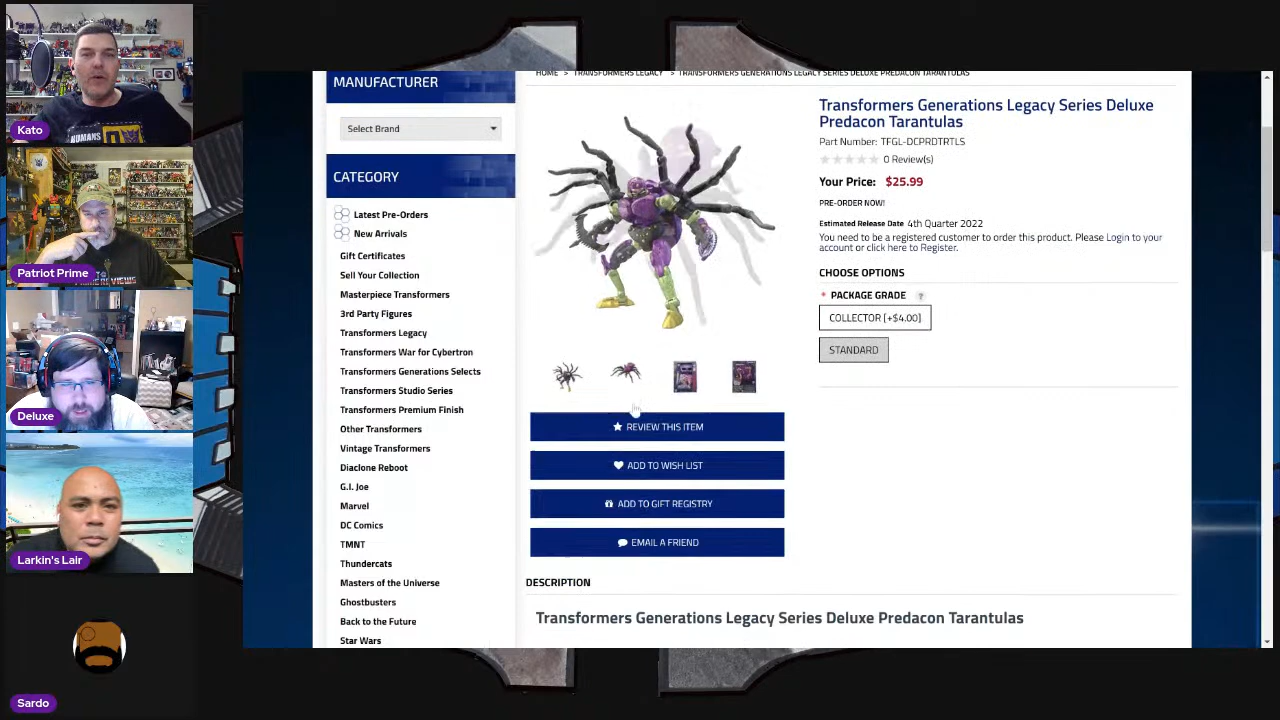 Kato
HUMANS
Patriot Prime
Deluxe
Larkin's Lair
Sardo
MANUFACTURER
Select Brand
CATEGORY
Latest Pre-Orders
New Arrivals
Gift Certificates
Sell Your Collection
Masterpiece Transformers
3rd Party Figures
Transformers Legacy
Transformers War for Cybertron
Transformers Generations Selects
Transformers Studio Series
Transformers Premium Finish
Other Transformers
Vintage Transformers
Diaclone Reboot
G.I. Joe
Marvel
DC Comics
TMNT
Thundercats
Masters of the Universe
Ghostbusters
Back to the Future
Star Wars
HOME > TRANSFORMERS LEGACY > TRANSFORMERS GENERATIONS LEGACY SERIES DELUXE PREDACON TARANTULAS
Transformers Generations Legacy Series Deluxe
Predacon Tarantulas
Part Number: TFGL-DCPRDTRTLS
0 Review(s)
Your Price: $25.99
PRE-ORDER NOW!
Estimated Release Date 4th Quarter 2022
You need to be a registered customer to order this product. Please Login to your
account or click here to Register.
CHOOSE OPTIONS
* PACKAGE GRADE ?
COLLECTOR [+$4.00]
STANDARD
REVIEW THIS ITEM
ADD TO WISH LIST
ADD TO GIFT REGISTRY
EMAIL A FRIEND
DESCRIPTION
Transformers Generations Legacy Series Deluxe Predacon Tarantulas